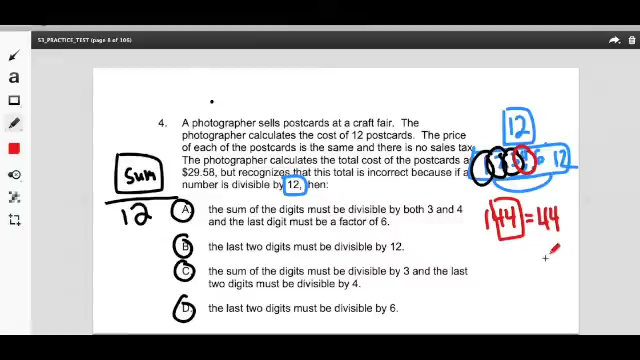 S3_PRACTICE_TEST (page 8 of 106)
a
4. A photographer sells postcards at a craft fair. The
photographer calculates the cost of 12 postcards. The price
of each of the postcards is the same and there is no sales tax
The photographer calculates the total cost of the postcards a
$29.58, but recognizes that this total is incorrect because if a
number is divisible by 12, then:
A. the sum of the digits must be divisible by both 3 and 4
and the last digit must be a factor of 6.
B. the last two digits must be divisible by 12.
C. the sum of the digits must be divisible by 3 and the last
two digits must be divisible by 4.
D. the last two digits must be divisible by 6.
Sum
12
12
6 12
144 = 44